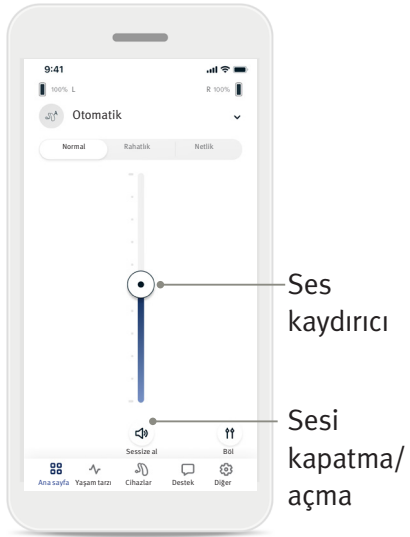 9:41
100% L
R 100%
Otomatik
Normal
Rahatlık
Netlik
Ses
kaydırıcı
Sesi
kapatma/
açma
Sessize al
Böl
Ana sayfa
Yaşam tarzı
Cihazlar
Destek
Diğer